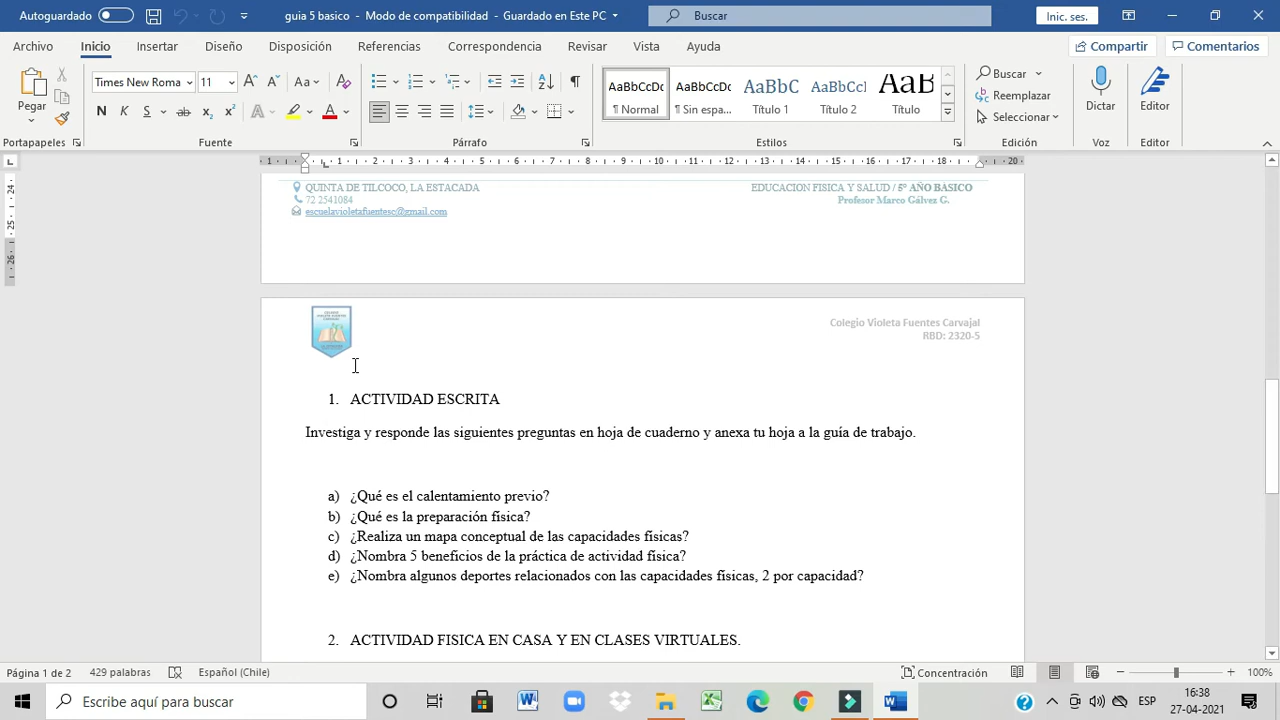 Autoguardado
guia 5 basico - Modo de compatibilidad - Guardado en Este PC
Buscar
Inic. ses.
Archivo Inicio Insertar Diseño Disposición Referencias Correspondencia Revisar Vista Ayuda
Compartir Comentarios
Times New Roma 11
Pegar
N K S ab x₂ x²
AaBbCcDc AaBbCcDc AaBbC AaBbCcI AaB
¶ Normal ¶ Sin espa... Título 1 Título 2 Título
Buscar
Reemplazar
Seleccionar
Dictar Editor
Portapapeles Fuente Párrafo Estilos Edición Voz Editor
QUINTA DE TILCOCO, LA ESTACADA
72 2541084
escuelavioletafuentesc@gmail.com
EDUCACION FISICA Y SALUD / 5° AÑO BÁSICO
Profesor Marco Gálvez G.
Colegio Violeta Fuentes Carvajal
RBD: 2320-5
1. ACTIVIDAD ESCRITA
Investiga y responde las siguientes preguntas en hoja de cuaderno y anexa tu hoja a la guía de trabajo.
a) ¿Qué es el calentamiento previo?
b) ¿Qué es la preparación física?
c) ¿Realiza un mapa conceptual de las capacidades físicas?
d) ¿Nombra 5 beneficios de la práctica de actividad física?
e) ¿Nombra algunos deportes relacionados con las capacidades físicas, 2 por capacidad?
2. ACTIVIDAD FISICA EN CASA Y EN CLASES VIRTUALES.
Página 1 de 2 429 palabras Español (Chile)
Concentración 100%
Escribe aquí para buscar
ESP
16:38
27-04-2021